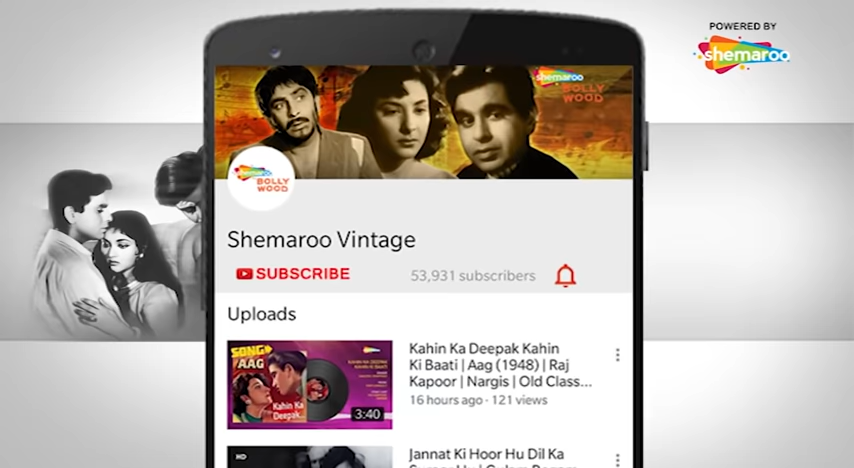 POWERED BY
shemaroo
shemaroo
BOLLY
WOOD
shemaroo
BOLLY
WOOD
Shemaroo Vintage
SUBSCRIBE
53,931 subscribers
Uploads
SONG
AAG
Kahin Ka
Deepak...
3:40
Kahin Ka Deepak Kahin
Ki Baati | Aag (1948) | Raj
Kapoor | Nargis | Old Class...
16 hours ago · 121 views
HD
Jannat Ki Hoor Hu Dil Ka